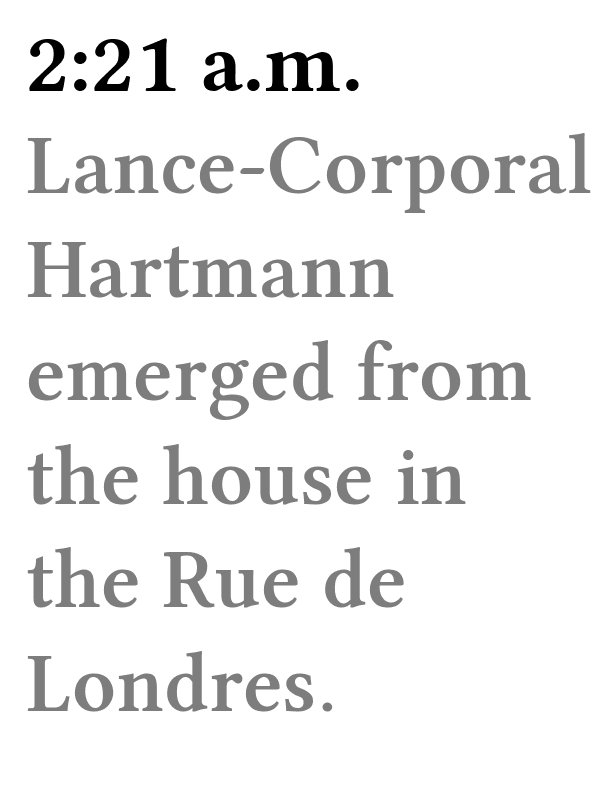 2:21 a.m.
Lance-Corporal
Hartmann
emerged from
the house in
the Rue de
Londres.